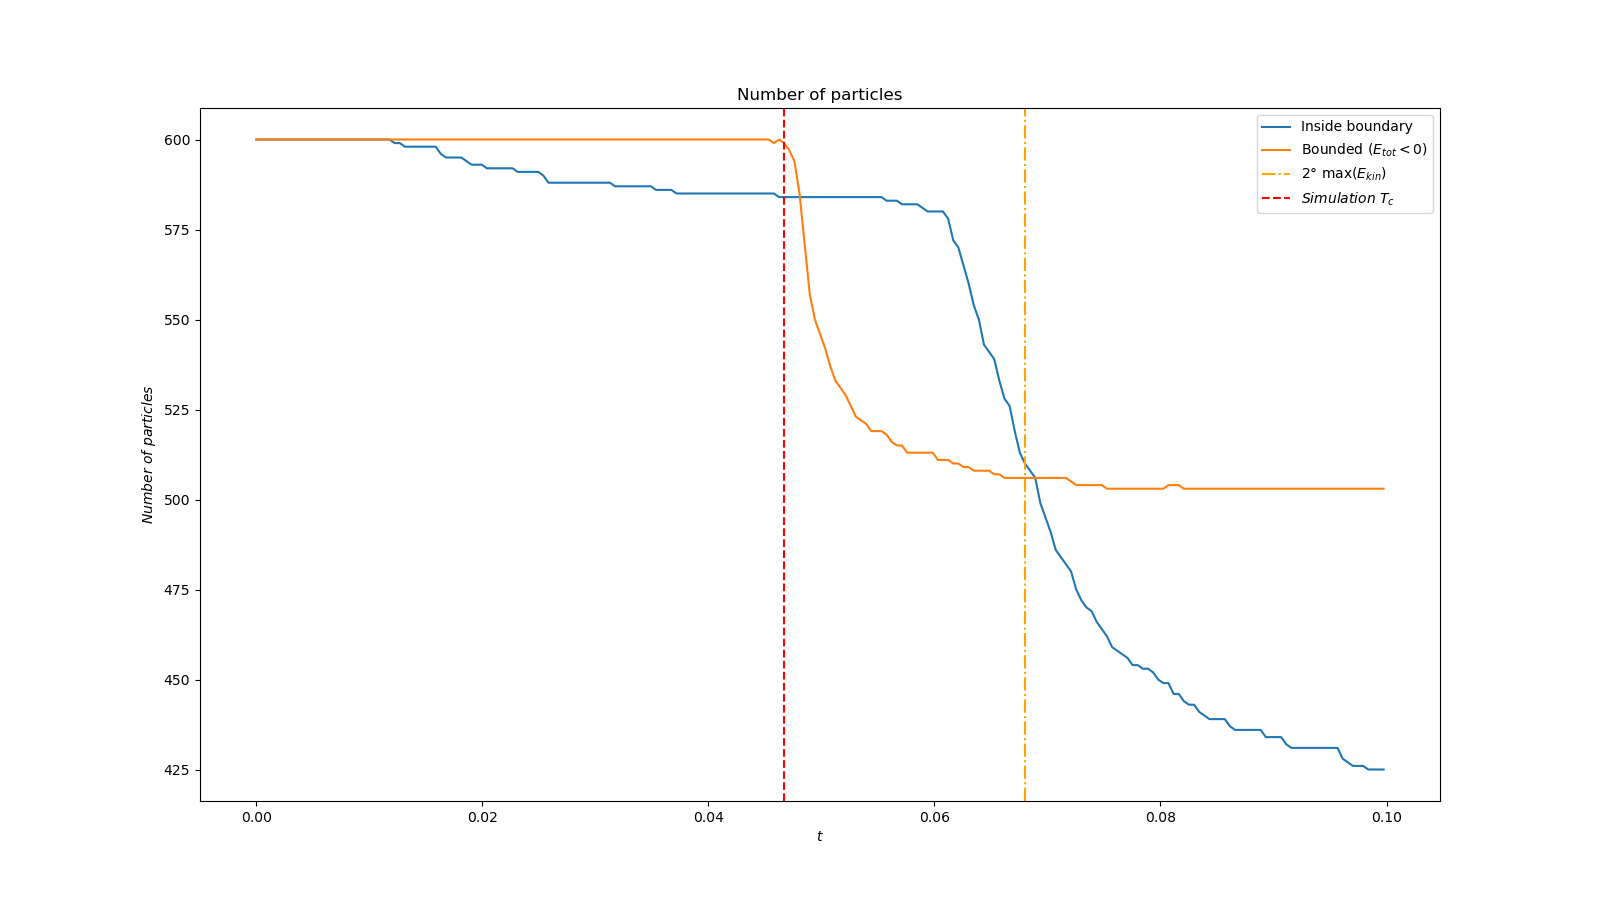 Number of particles
Inside boundary
Bounded (E_tot < 0)
2° max(E_kin)
Simulation T_c
600
575
550
525
500
475
450
425
Number of particles
0.00 0.02 0.04 0.06 0.08 0.10
t